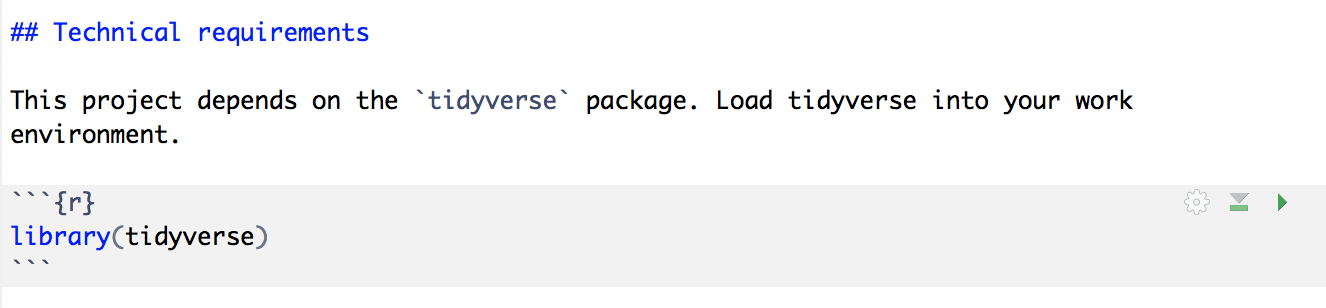 ## Technical requirements
This project depends on the `tidyverse` package. Load tidyverse into your work
environment.
```{r}
library(tidyverse)
```